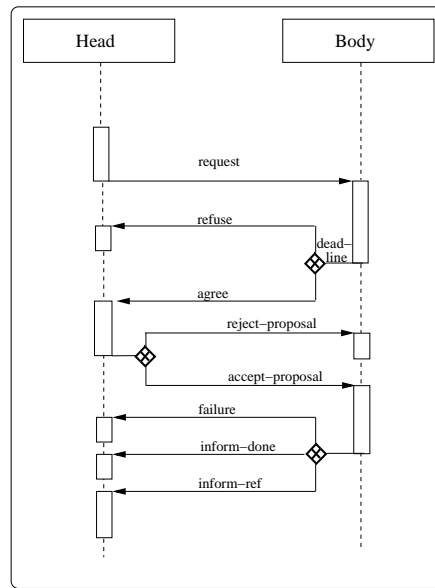 Head
Body
request
refuse
dead–
line
agree
reject–proposal
accept–proposal
failure
inform–done
inform–ref